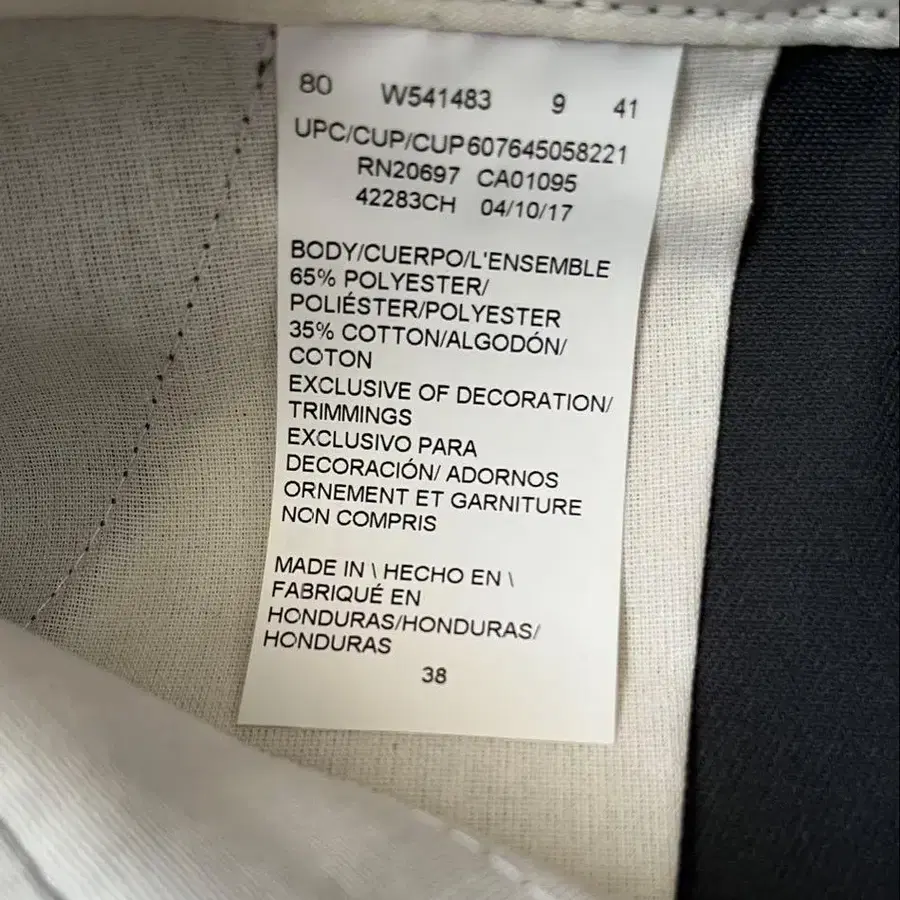 80 W541483 9 41
UPC/CUP/CUP607645058221
RN20697 CA01095
42283CH 04/10/17
BODY/CUERPO/L'ENSEMBLE
65% POLYESTER/
POLIÉSTER/POLYESTER
35% COTTON/ALGODÓN/
COTON
EXCLUSIVE OF DECORATION/
TRIMMINGS
EXCLUSIVO PARA
DECORACIÓN/ ADORNOS
ORNEMENT ET GARNITURE
NON COMPRIS
MADE IN \ HECHO EN \
FABRIQUÉ EN
HONDURAS/HONDURAS/
HONDURAS
38